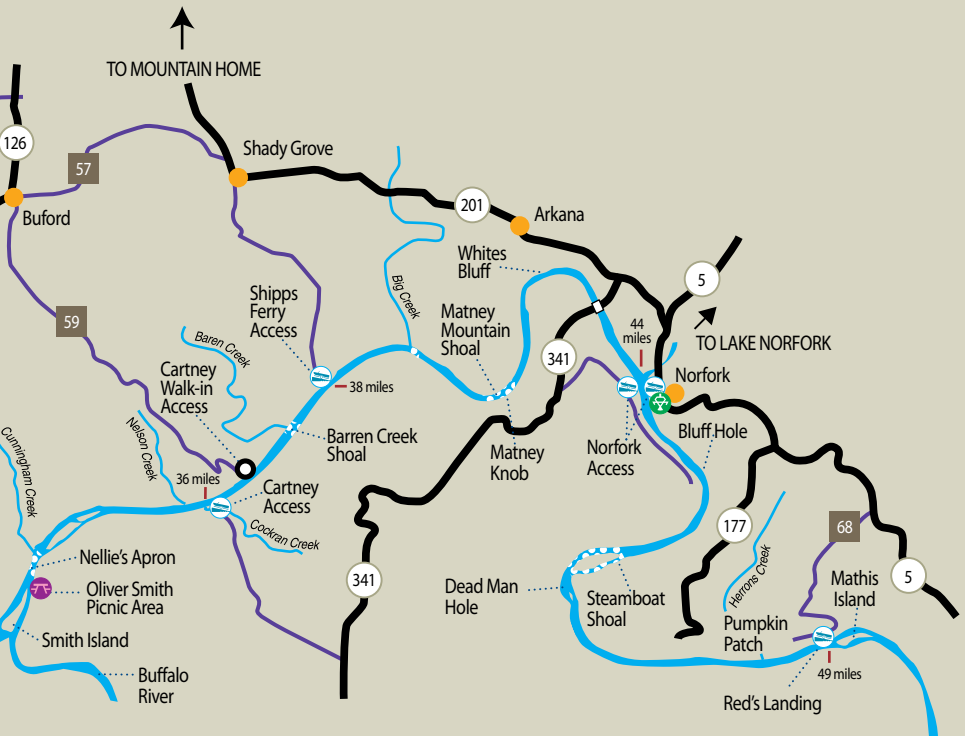 TO MOUNTAIN HOME
126
57
Shady Grove
Buford
201
Arkana
Whites
Bluff
5
Big Creek
Shipps
Ferry
Access
Matney
Mountain
Shoal
44
miles
TO LAKE NORFORK
59
Baren Creek
341
Cartney
Walk-in
Access
38 miles
Norfork
Nelson Creek
Barren Creek
Shoal
Matney
Knob
Norfork
Access
Bluff Hole
Cunningham Creek
36 miles
Cartney
Access
Cockran Creek
177
68
Nellie's Apron
Oliver Smith
Picnic Area
341
Dead Man
Hole
Steamboat
Shoal
Herrons Creek
Mathis
Island
5
Smith Island
Pumpkin
Patch
Buffalo
River
49 miles
Red's Landing